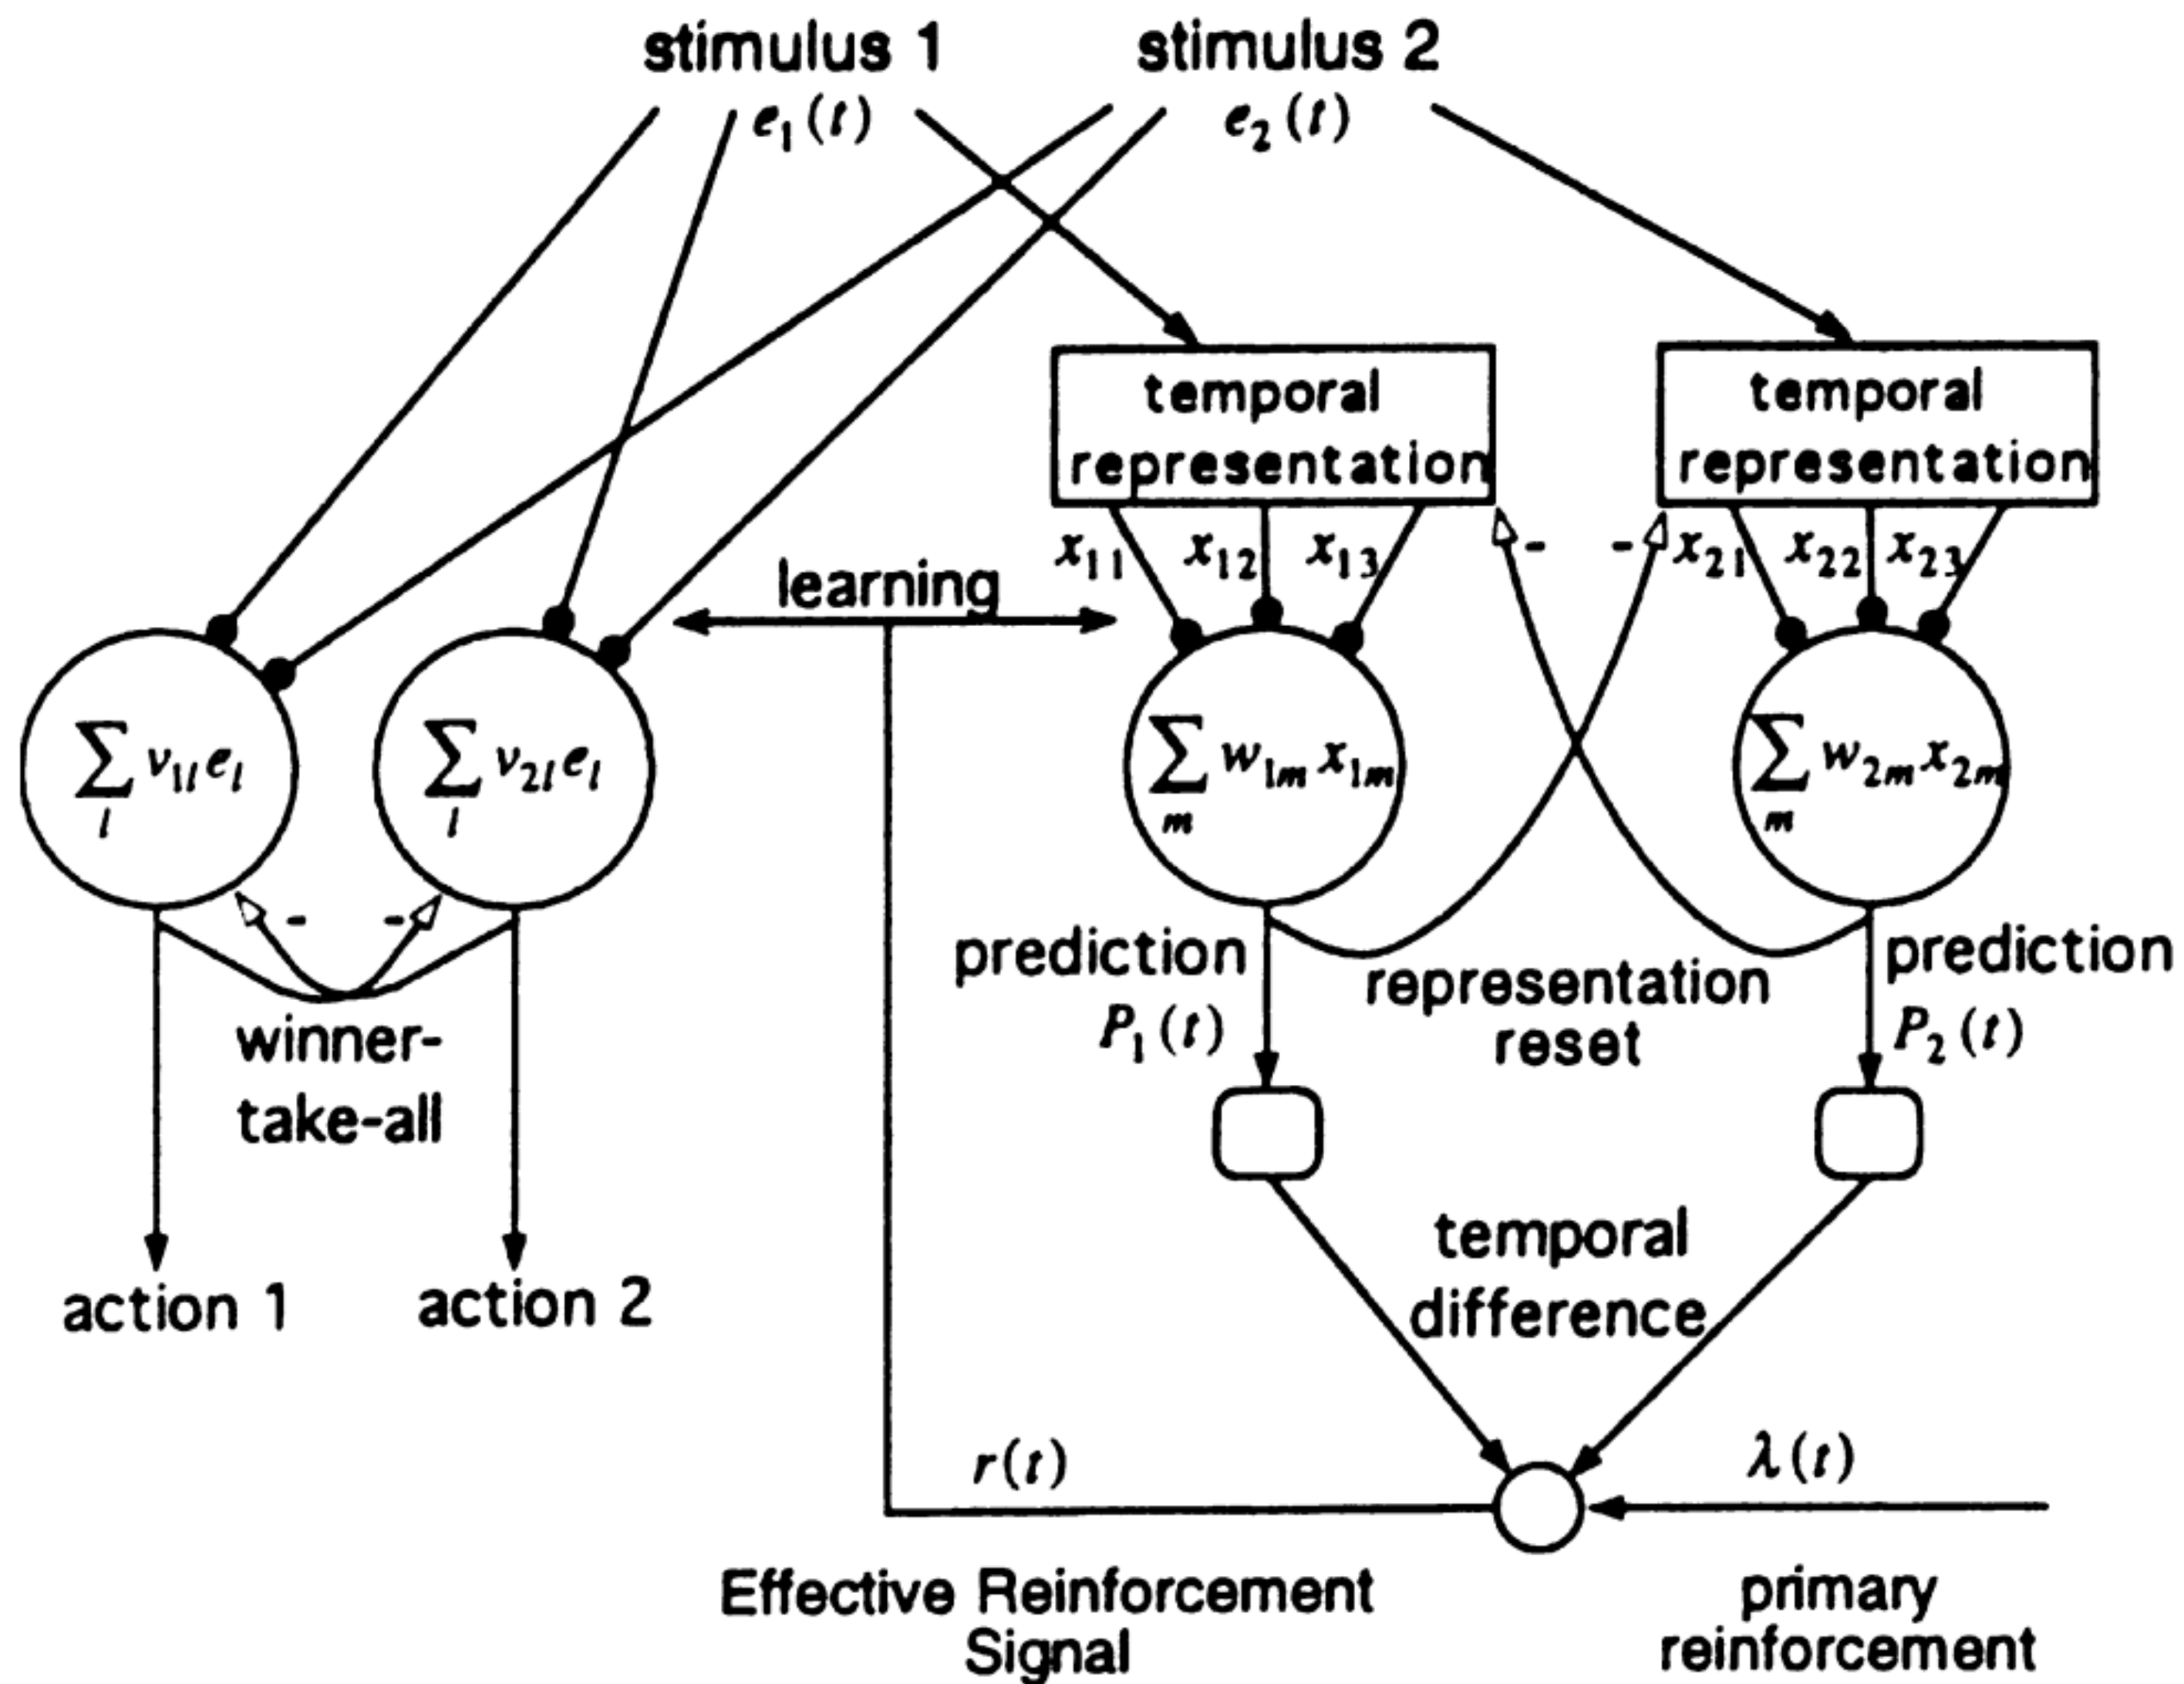 stimulus 1
stimulus 2
e₁(t)
e₂(t)
temporal
representation
temporal
representation
x₁₁
x₁₂
x₁₃
-
-
x₂₁
x₂₂
x₂₃
learning
∑ v₁ₗeₗ
l
∑ v₂ₗeₗ
l
∑ w₁ₘx₁ₘ
m
∑ w₂ₘx₂ₘ
m
-
-
winner-
take-all
prediction
P₁(t)
representation
reset
prediction
P₂(t)
action 1
action 2
temporal
difference
r(t)
λ(t)
Effective Reinforcement
Signal
primary
reinforcement